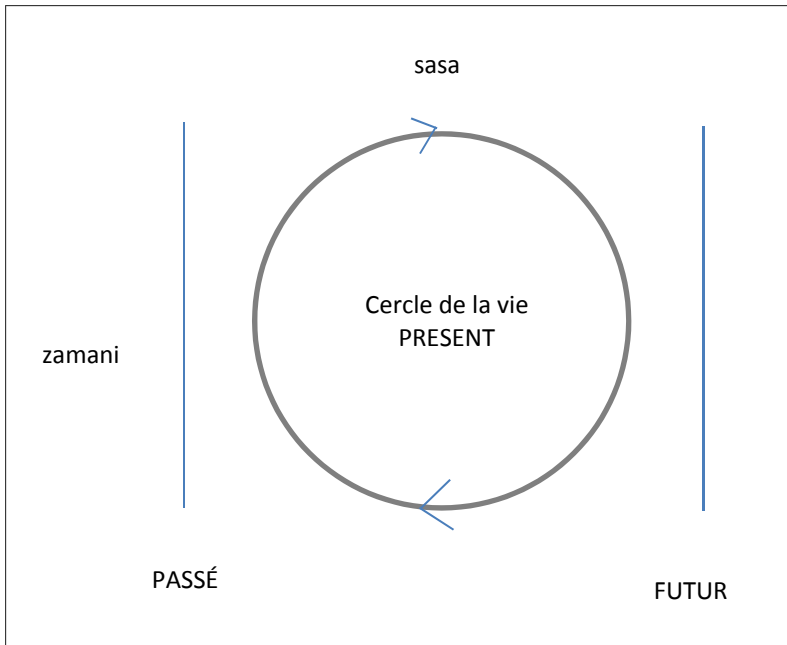 sasa
Cercle de la vie
PRESENT
zamani
PASSÉ
FUTUR